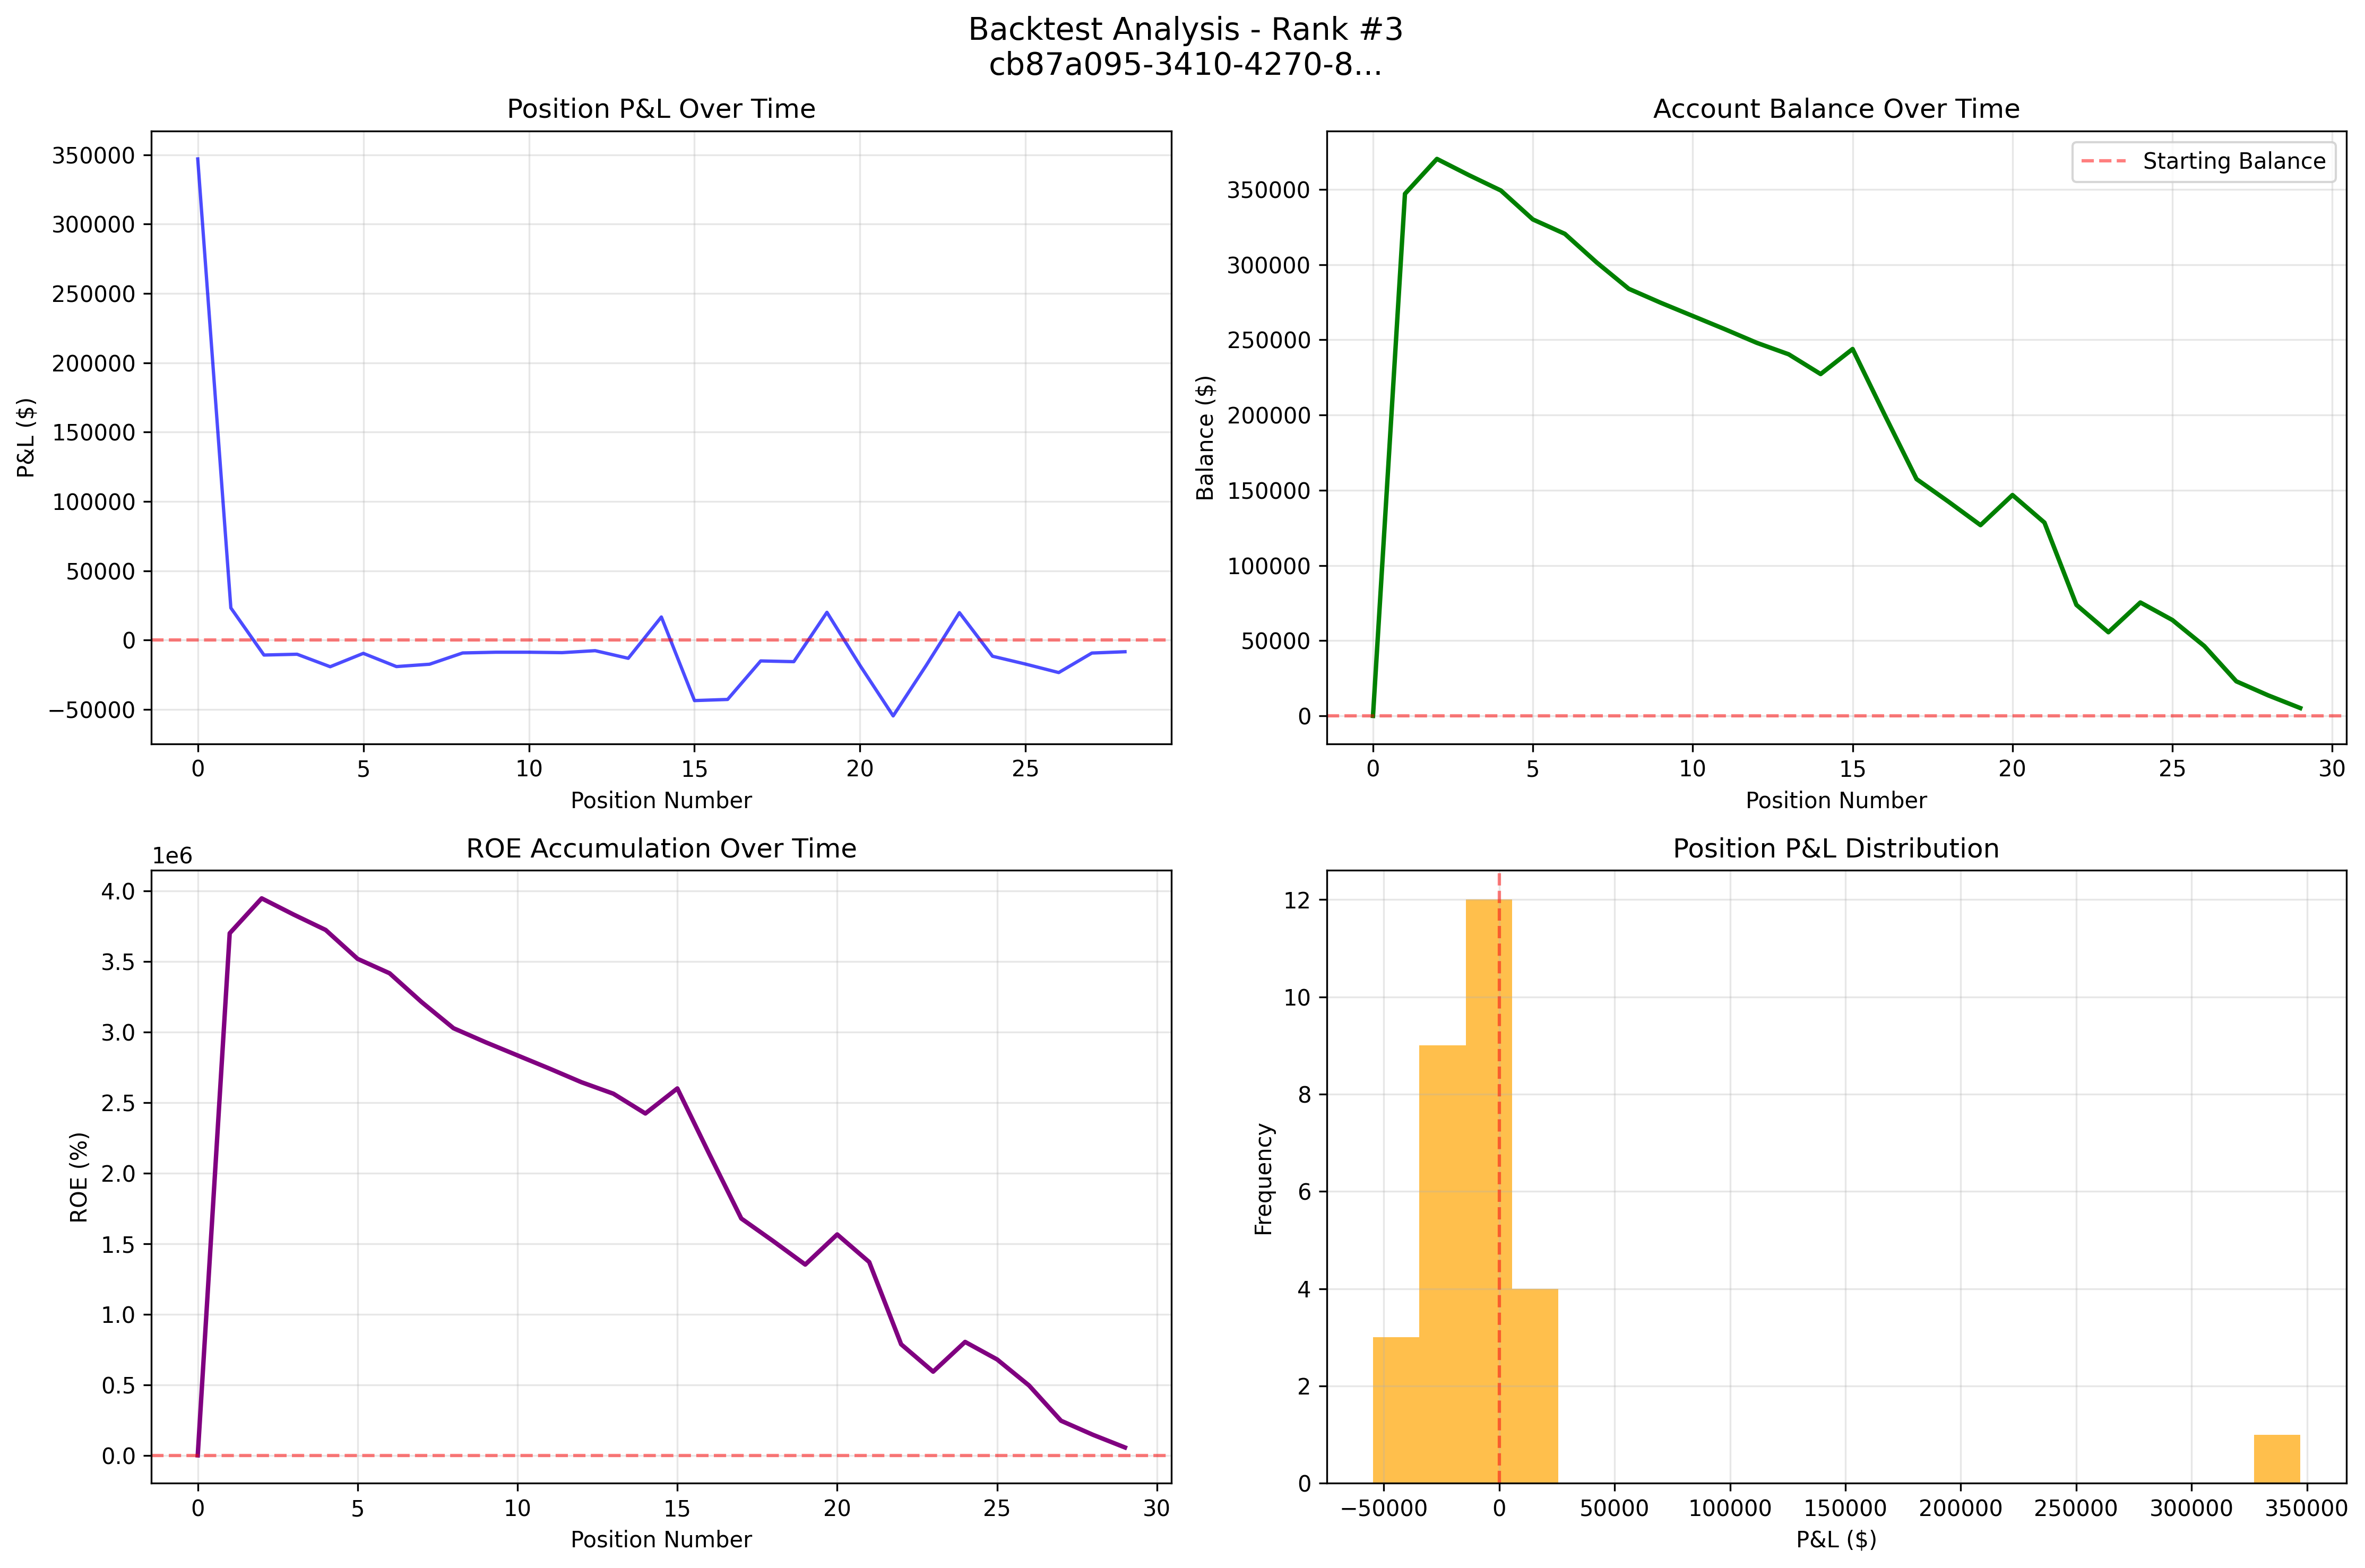 Backtest Analysis - Rank #3
cb87a095-3410-4270-8...
Position P&L Over Time
P&L ($)
350000
300000
250000
200000
150000
100000
50000
0
−50000
0 5 10 15 20 25
Position Number
Account Balance Over Time
Starting Balance
Balance ($)
350000
300000
250000
200000
150000
100000
50000
0
0 5 10 15 20 25 30
Position Number
ROE Accumulation Over Time
1e6
ROE (%)
4.0
3.5
3.0
2.5
2.0
1.5
1.0
0.5
0.0
0 5 10 15 20 25 30
Position Number
Position P&L Distribution
Frequency
12
10
8
6
4
2
0
−50000 0 50000 100000 150000 200000 250000 300000 350000
P&L ($)